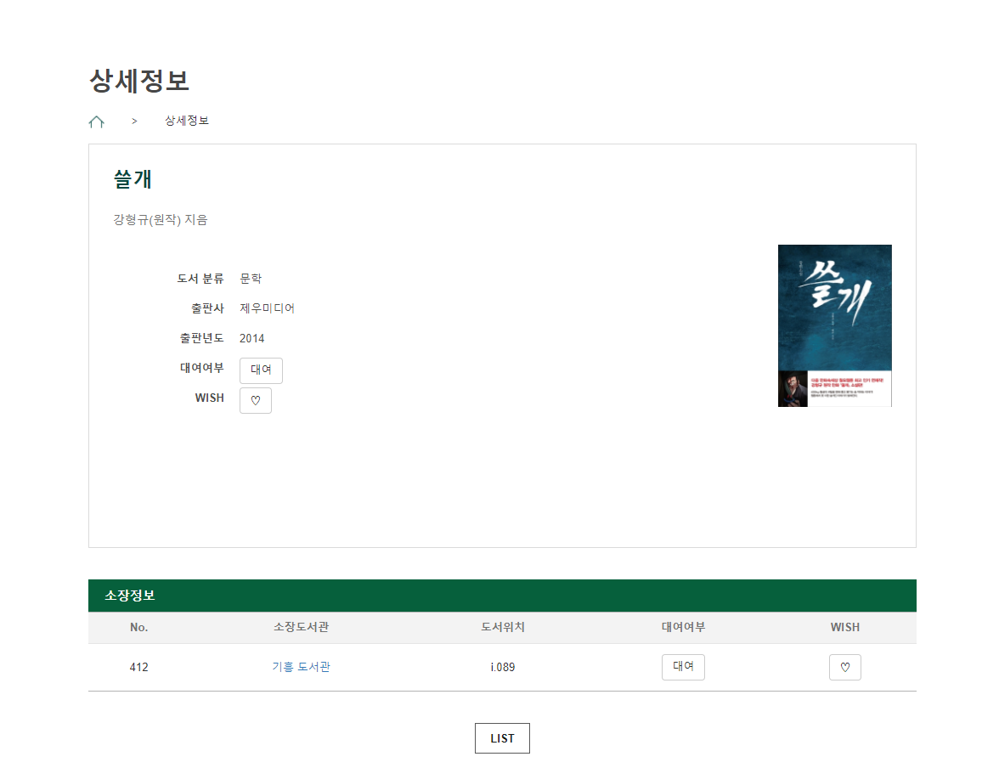 상세정보
> 상세정보
쓸개
강형규(원작) 지음
도서 분류 문학
출판사 제우미디어
출판년도 2014
대여여부 대여
WISH ♡
쓸개
소장정보
No. 소장도서관 도서위치 대여여부 WISH
412 기흥 도서관 i.089 대여 ♡
LIST